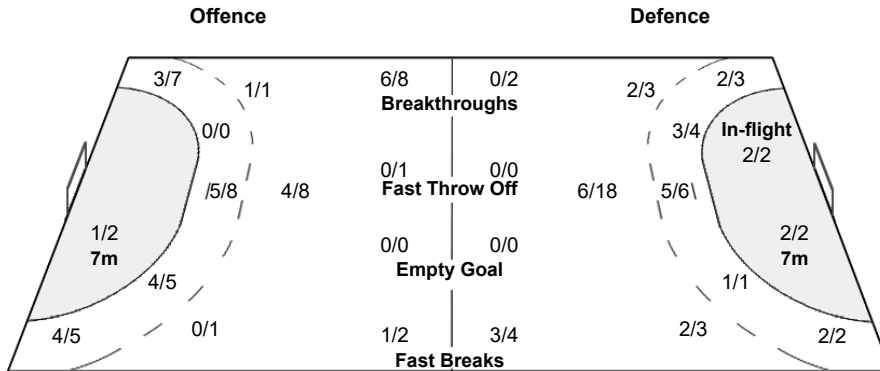 Offence Defence
3/7 1/1 6/8 0/2 2/3 2/3
Breakthroughs
0/0 3/4 In-flight
2/2
0/1 0/0
5/8 4/8 Fast Throw Off 6/18 5/6
1/2 2/2
7m 7m
0/0 0/0
Empty Goal
4/5 1/1
4/5 0/1 1/2 3/4 2/3 2/2
Fast Breaks